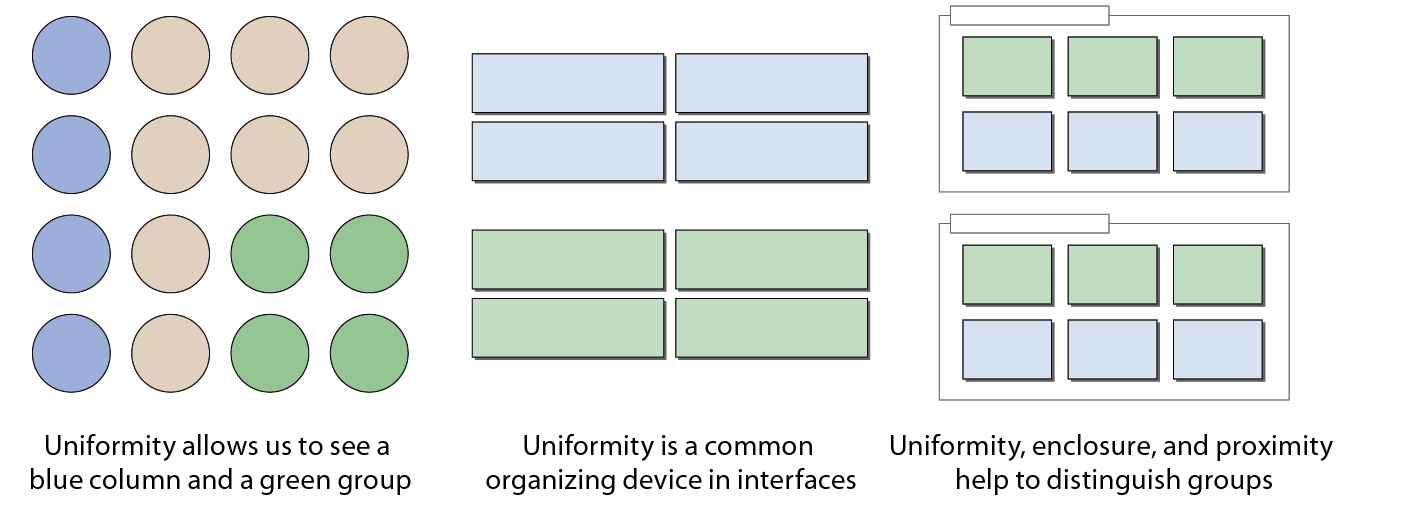 Uniformity allows us to see a
blue column and a green group
Uniformity is a common
organizing device in interfaces
Uniformity, enclosure, and proximity
help to distinguish groups